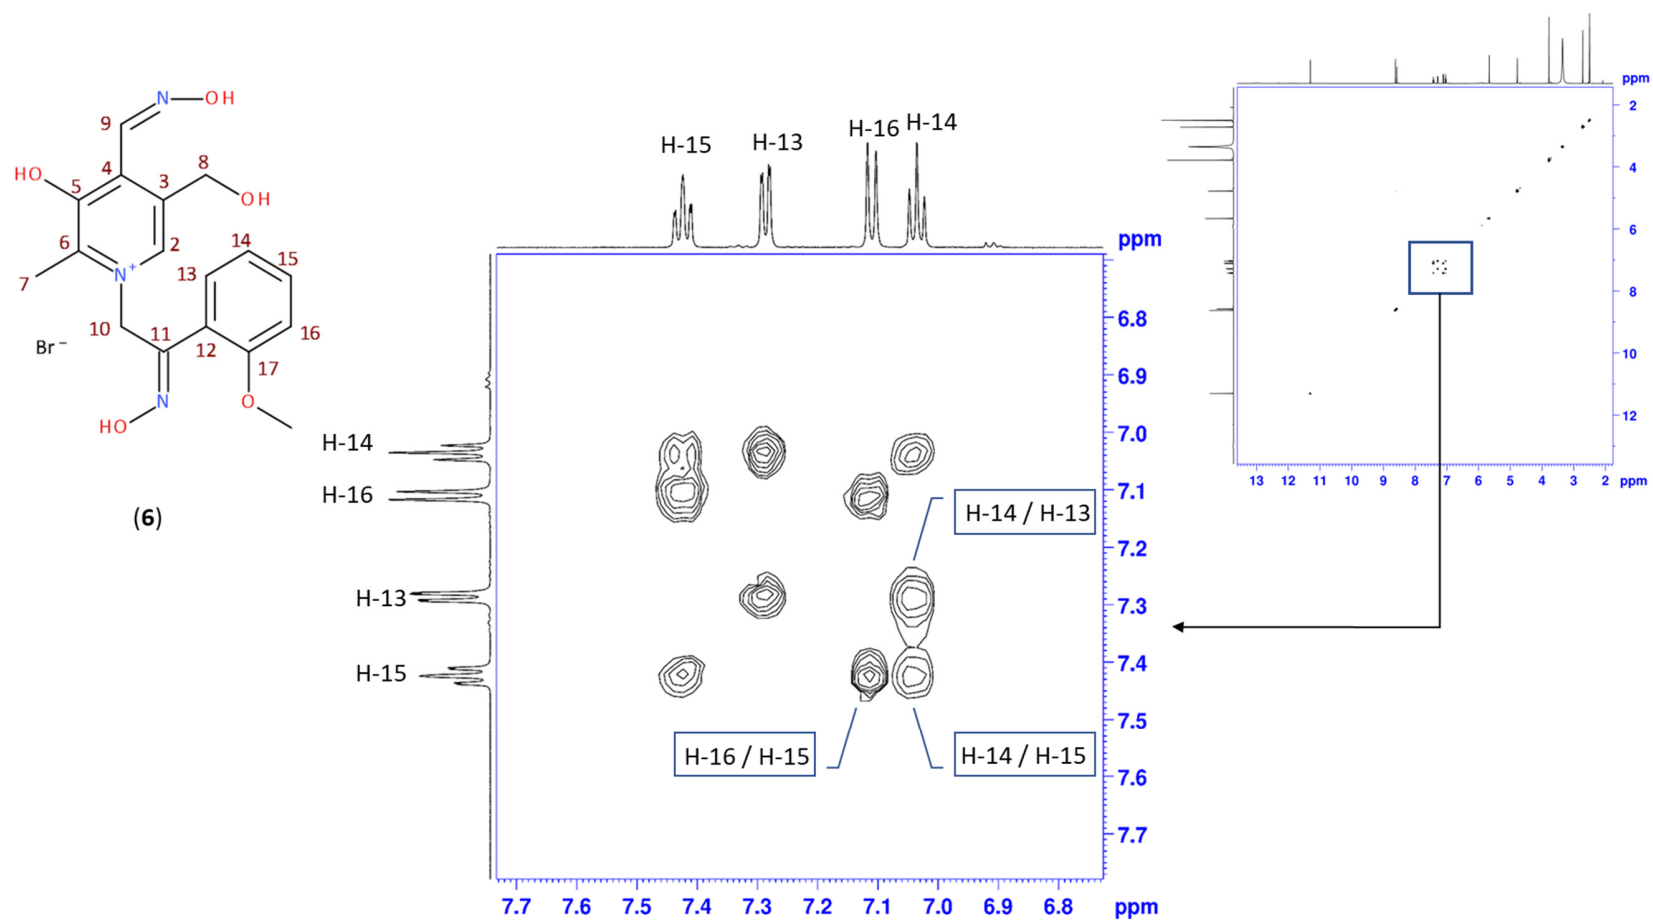 N OH
9
HO
5
4
3
8
OH
6
2
7
N+
14
15
13
10
11
16
Br−
12
17
N
HO
O
(6)
H-15 H-13 H-16 H-14
ppm
6.8
6.9
7.0
7.1
7.2
7.3
7.4
7.5
7.6
7.7
H-14
H-16
H-13
H-15
H-14 / H-13
H-16 / H-15
H-14 / H-15
7.7 7.6 7.5 7.4 7.3 7.2 7.1 7.0 6.9 6.8 ppm
ppm
2
4
6
8
10
12
13 12 11 10 9 8 7 6 5 4 3 2 ppm